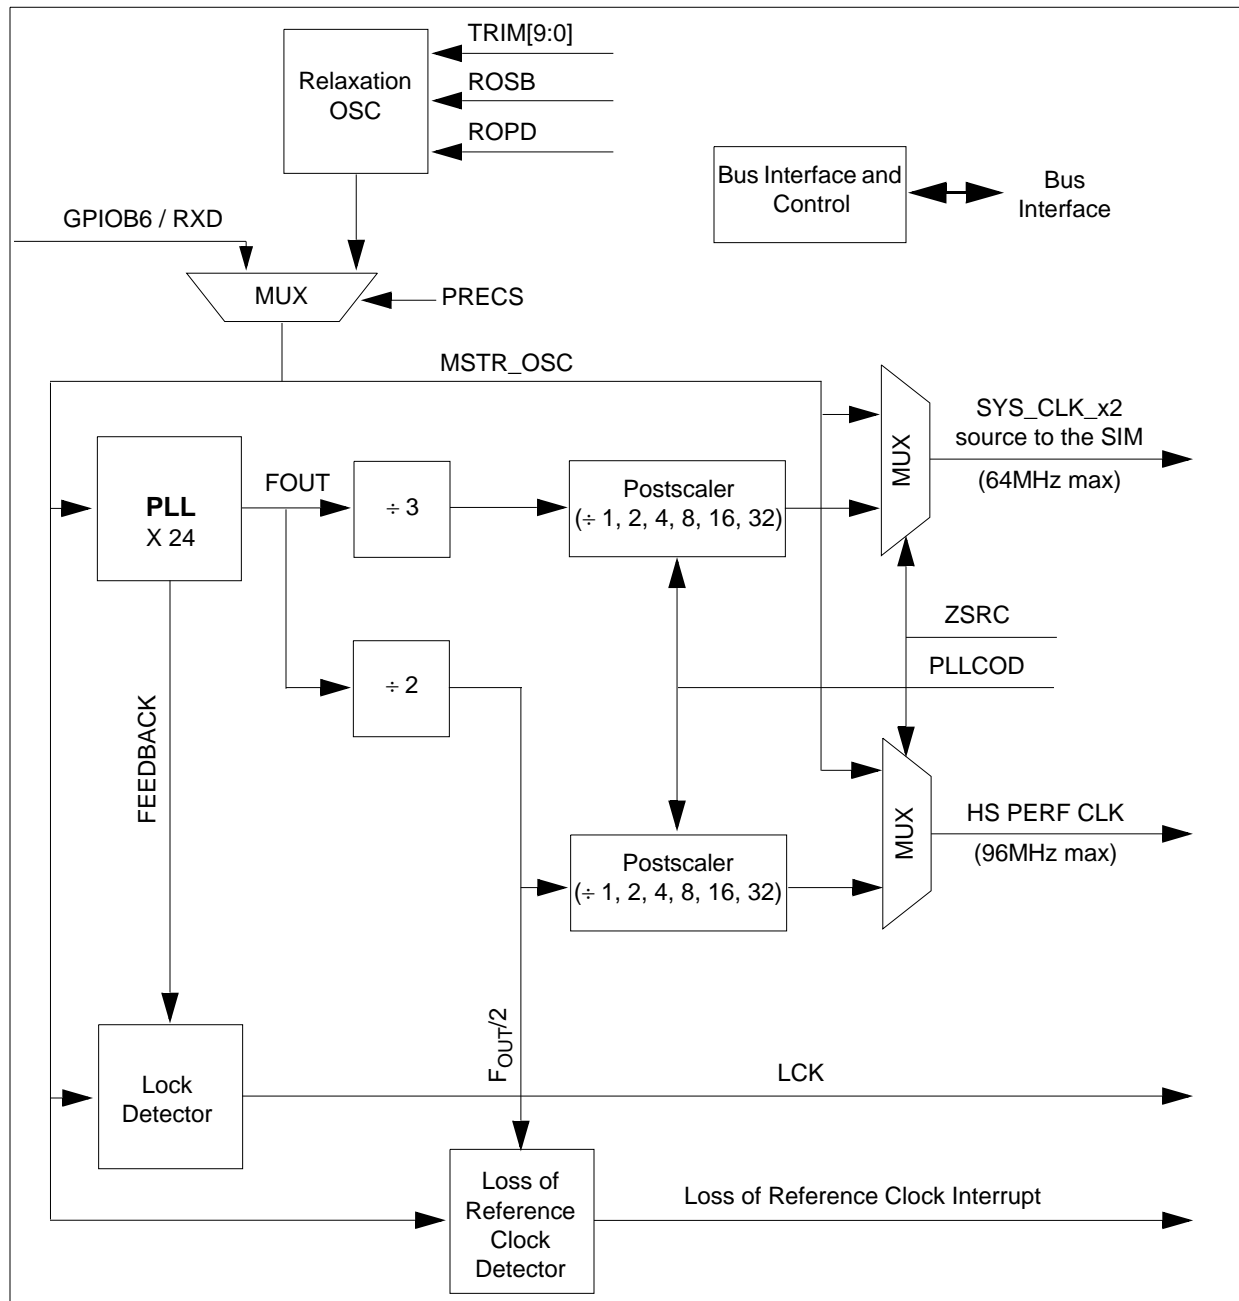 TRIM[9:0]
Relaxation
OSC
ROSB
ROPD
Bus Interface and
Control
Bus
Interface
GPIOB6 / RXD
MUX
PRECS
MSTR_OSC
SYS_CLK_x2
source to the SIM
(64MHz max)
MUX
PLL
X 24
FOUT
÷ 3
Postscaler
(÷ 1, 2, 4, 8, 16, 32)
ZSRC
PLLCOD
÷ 2
FEEDBACK
MUX
HS PERF CLK
(96MHz max)
Postscaler
(÷ 1, 2, 4, 8, 16, 32)
FOUT/2
Lock
Detector
LCK
Loss of
Reference
Clock
Detector
Loss of Reference Clock Interrupt